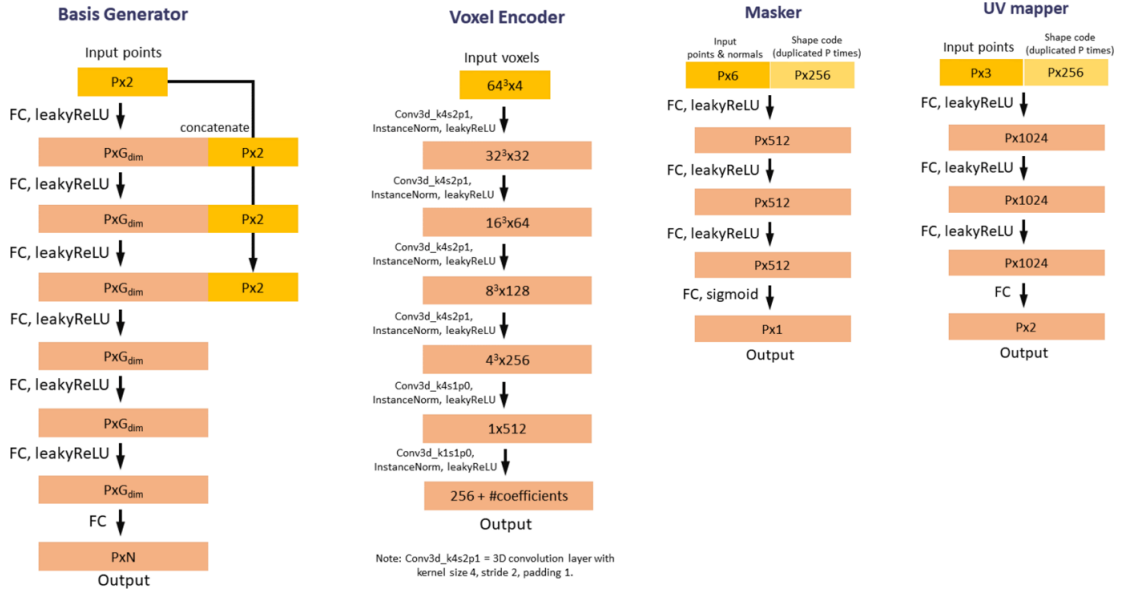 Basis Generator
Input points
Px2
FC, leakyReLU
concatenate
PxGdim
Px2
FC, leakyReLU
PxGdim
Px2
FC, leakyReLU
PxGdim
Px2
FC, leakyReLU
PxGdim
FC, leakyReLU
PxGdim
FC, leakyReLU
PxGdim
FC
PxN
Output
Voxel Encoder
Input voxels
64³x4
Conv3d_k4s2p1,
InstanceNorm, leakyReLU
32³x32
Conv3d_k4s2p1,
InstanceNorm, leakyReLU
16³x64
Conv3d_k4s2p1,
InstanceNorm, leakyReLU
8³x128
Conv3d_k4s2p1,
InstanceNorm, leakyReLU
4³x256
Conv3d_k4s1p0,
InstanceNorm, leakyReLU
1x512
Conv3d_k1s1p0,
InstanceNorm, leakyReLU
256 + #coefficients
Output
Note: Conv3d_k4s2p1 = 3D convolution layer with
kernel size 4, stride 2, padding 1.
Masker
Input
points & normals
Shape code
(duplicated P times)
Px6
Px256
FC, leakyReLU
Px512
FC, leakyReLU
Px512
FC, leakyReLU
Px512
FC, sigmoid
Px1
Output
UV mapper
Input points
Shape code
(duplicated P times)
Px3
Px256
FC, leakyReLU
Px1024
FC, leakyReLU
Px1024
FC, leakyReLU
Px1024
FC
Px2
Output